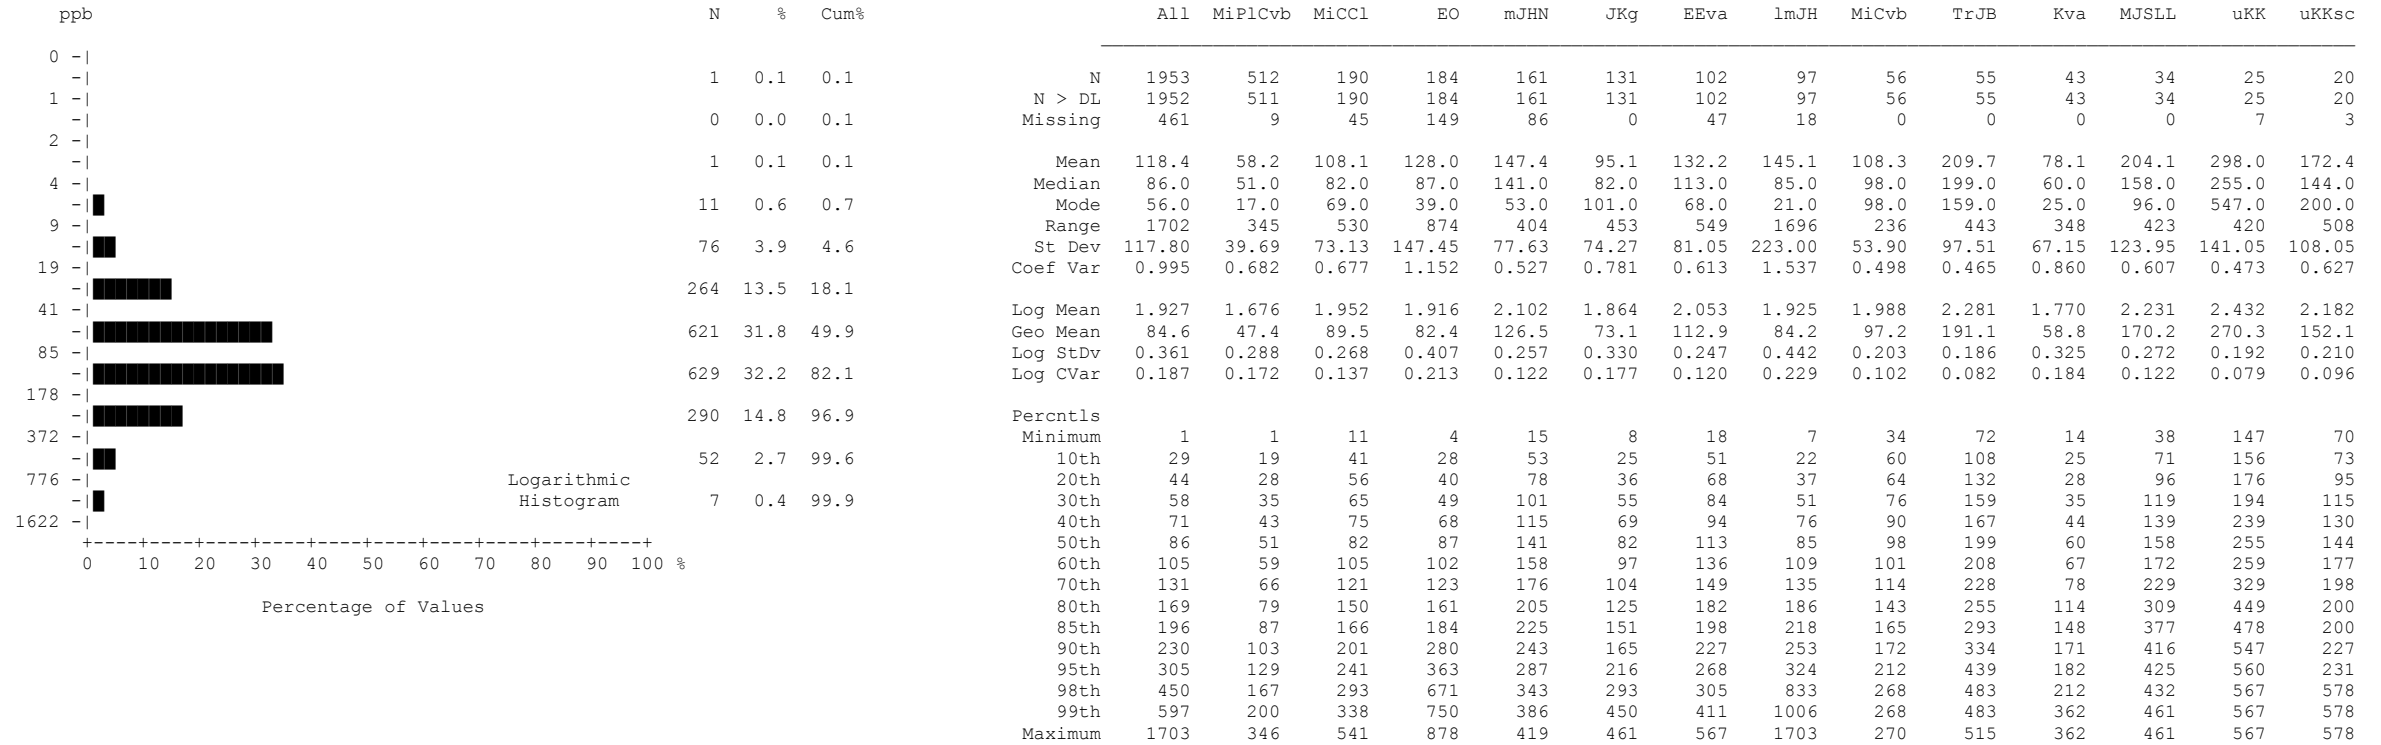 ppb N % Cum% All MiPlCvb MiCCl EO mJHN JKg EEva lmJH MiCvb TrJB Kva MJSLL uKK uKKsc
0 -|
-| 1 0.1 0.1 N 1953 512 190 184 161 131 102 97 56 55 43 34 25 20
1 -| N > DL 1952 511 190 184 161 131 102 97 56 55 43 34 25 20
-| 0 0.0 0.1 Missing 461 9 45 149 86 0 47 18 0 0 0 0 7 3
2 -|
-| 1 0.1 0.1 Mean 118.4 58.2 108.1 128.0 147.4 95.1 132.2 145.1 108.3 209.7 78.1 204.1 298.0 172.4
4 -| Median 86.0 51.0 82.0 87.0 141.0 82.0 113.0 85.0 98.0 199.0 60.0 158.0 255.0 144.0
-| 11 0.6 0.7 Mode 56.0 17.0 69.0 39.0 53.0 101.0 68.0 21.0 98.0 159.0 25.0 96.0 547.0 200.0
9 -| Range 1702 345 530 874 404 453 549 1696 236 443 348 423 420 508
-| 76 3.9 4.6 St Dev 117.80 39.69 73.13 147.45 77.63 74.27 81.05 223.00 53.90 97.51 67.15 123.95 141.05 108.05
19 -| Coef Var 0.995 0.682 0.677 1.152 0.527 0.781 0.613 1.537 0.498 0.465 0.860 0.607 0.473 0.627
-| 264 13.5 18.1
41 -| Log Mean 1.927 1.676 1.952 1.916 2.102 1.864 2.053 1.925 1.988 2.281 1.770 2.231 2.432 2.182
-| 621 31.8 49.9 Geo Mean 84.6 47.4 89.5 82.4 126.5 73.1 112.9 84.2 97.2 191.1 58.8 170.2 270.3 152.1
85 -| Log StDv 0.361 0.288 0.268 0.407 0.257 0.330 0.247 0.442 0.203 0.186 0.325 0.272 0.192 0.210
-| 629 32.2 82.1 Log CVar 0.187 0.172 0.137 0.213 0.122 0.177 0.120 0.229 0.102 0.082 0.184 0.122 0.079 0.096
178 -|
-| 290 14.8 96.9 Percntls
372 -| Minimum 1 1 11 4 15 8 18 7 34 72 14 38 147 70
-| 52 2.7 99.6 10th 29 19 41 28 53 25 51 22 60 108 25 71 156 73
776 -| Logarithmic 20th 44 28 56 40 78 36 68 37 64 132 28 96 176 95
-| Histogram 7 0.4 99.9 30th 58 35 65 49 101 55 84 51 76 159 35 119 194 115
1622 -| 40th 71 43 75 68 115 69 94 76 90 167 44 139 239 130
+----+----+----+----+----+----+----+----+----+----+ 50th 86 51 82 87 141 82 113 85 98 199 60 158 255 144
0 10 20 30 40 50 60 70 80 90 100 % 60th 105 59 105 102 158 97 136 109 101 208 67 172 259 177
70th 131 66 121 123 176 104 149 135 114 228 78 229 329 198
Percentage of Values 80th 169 79 150 161 205 125 182 186 143 255 114 309 449 200
85th 196 87 166 184 225 151 198 218 165 293 148 377 478 200
90th 230 103 201 280 243 165 227 253 172 334 171 416 547 227
95th 305 129 241 363 287 216 268 324 212 439 182 425 560 231
98th 450 167 293 671 343 293 305 833 268 483 212 432 567 578
99th 597 200 338 750 386 450 411 1006 268 483 362 461 567 578
Maximum 1703 346 541 878 419 461 567 1703 270 515 362 461 567 578